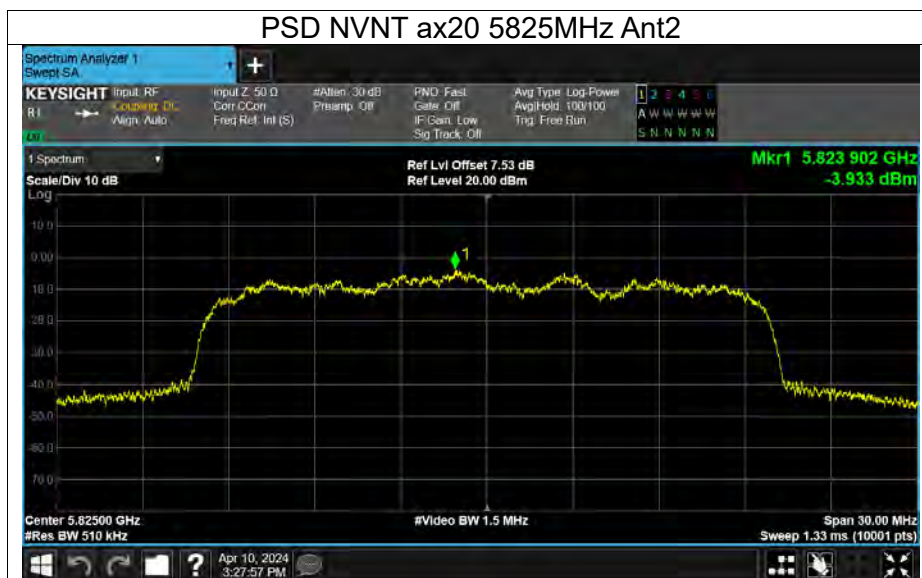 PSD NVNT ax20 5825MHz Ant2
Spectrum Analyzer 1
Swept SA
+
KEYSIGHT Input: RF Input Z: 50 Ω #Atten: 30 dB PNO: Fast Avg Type: Log-Power 1 2 3 4 5 6
R L Coupling: DC Corr CCorr Preamp: Off Gate: Off Avg|Hold: 100/100 A W W W W W
Align: Auto Freq Ref: Int (S) IF Gain: Low Trig: Free Run
Sig Track: Off S N N N N N
1 Spectrum Ref Lvl Offset 7.53 dB Mkr1 5.823 902 GHz
Scale/Div 10 dB Ref Level 20.00 dBm -3.933 dBm
Log
10.0
0.00
1
-10.0
-20.0
-30.0
-40.0
-50.0
-60.0
-70.0
Center 5.82500 GHz #Video BW 1.5 MHz Span 30.00 MHz
#Res BW 510 kHz Sweep 1.33 ms (10001 pts)
? Apr 10, 2024
3:27:57 PM